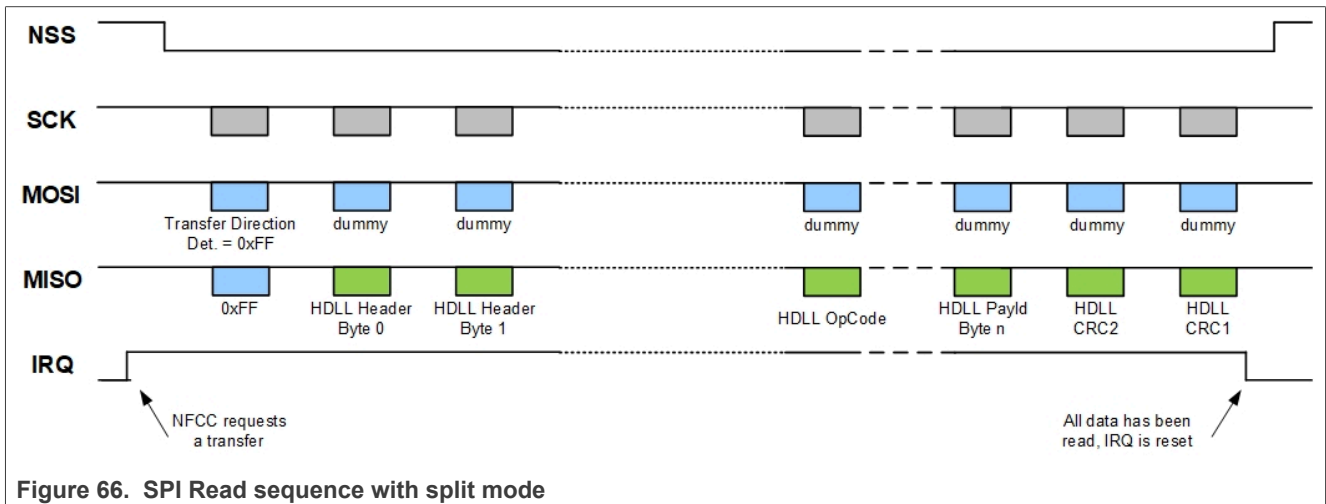 NSS
SCK
MOSI
Transfer Direction
Det. = 0xFF
dummy
dummy
dummy
dummy
dummy
dummy
MISO
0xFF
HDLL Header
Byte 0
HDLL Header
Byte 1
HDLL OpCode
HDLL Payld
Byte n
HDLL
CRC2
HDLL
CRC1
IRQ
NFCC requests
a transfer
All data has been
read, IRQ is reset
Figure 66. SPI Read sequence with split mode